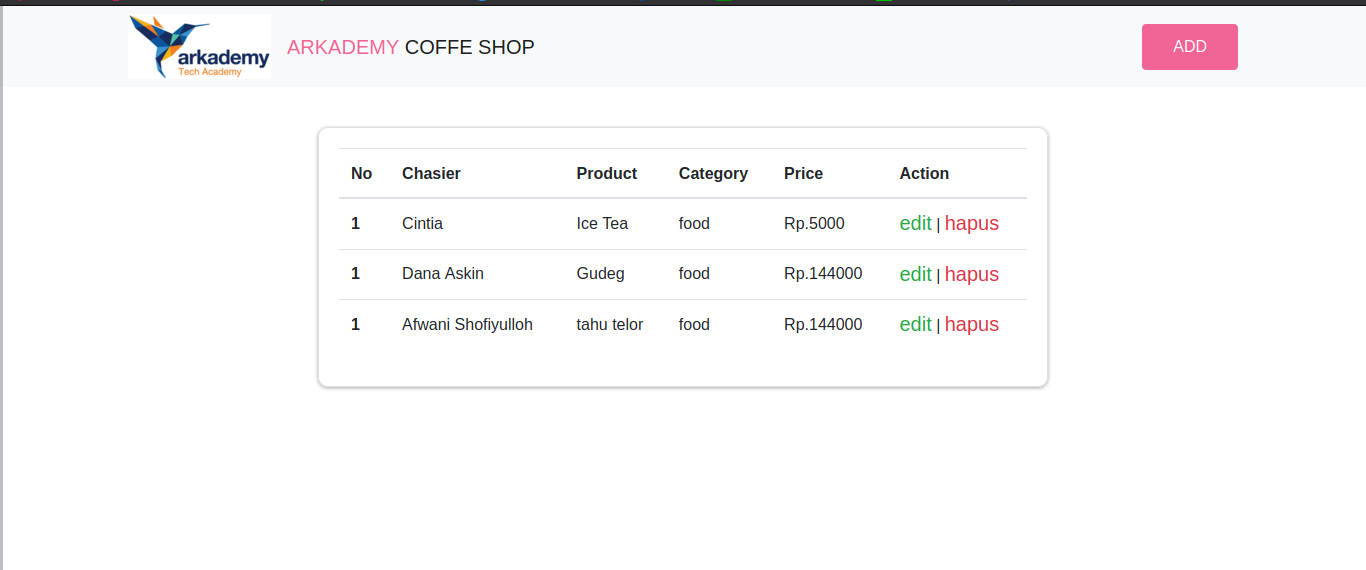 arkademy
Tech Academy
ARKADEMY COFFE SHOP
ADD
No Chasier Product Category Price Action
1 Cintia Ice Tea food Rp.5000 edit | hapus
1 Dana Askin Gudeg food Rp.144000 edit | hapus
1 Afwani Shofiyulloh tahu telor food Rp.144000 edit | hapus